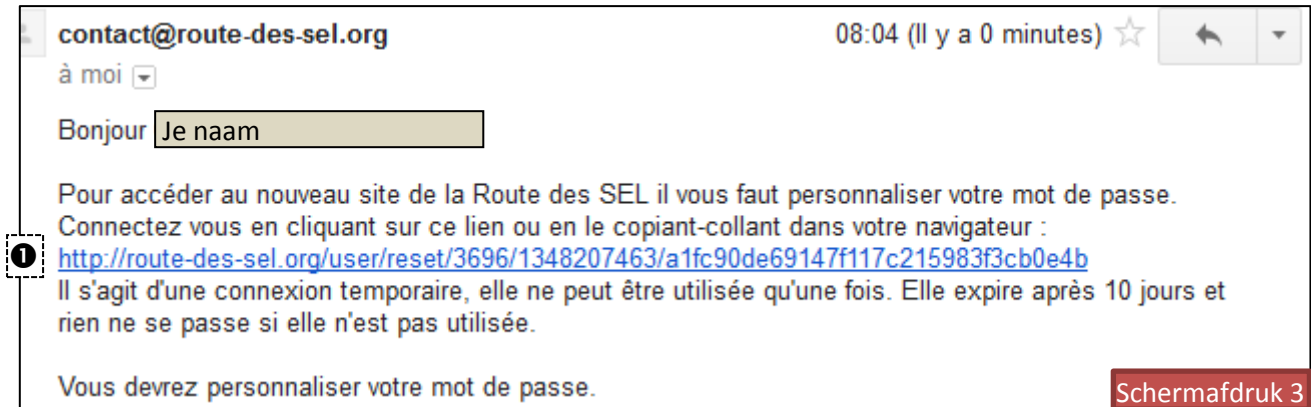 contact@route-des-sel.org 08:04 (Il y a 0 minutes)
à moi
Bonjour Je naam
Pour accéder au nouveau site de la Route des SEL il vous faut personnaliser votre mot de passe.
Connectez vous en cliquant sur ce lien ou en le copiant-collant dans votre navigateur :
❶ http://route-des-sel.org/user/reset/3696/1348207463/a1fc90de69147f117c215983f3cb0e4b
Il s'agit d'une connexion temporaire, elle ne peut être utilisée qu'une fois. Elle expire après 10 jours et
rien ne se passe si elle n'est pas utilisée.
Vous devrez personnaliser votre mot de passe.
Schermafdruk 3